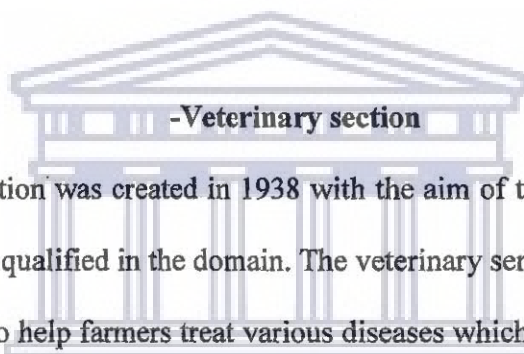 -Veterinary section
tion was created in 1938 with the aim of t
qualified in the domain. The veterinary ser
o help farmers treat various diseases which